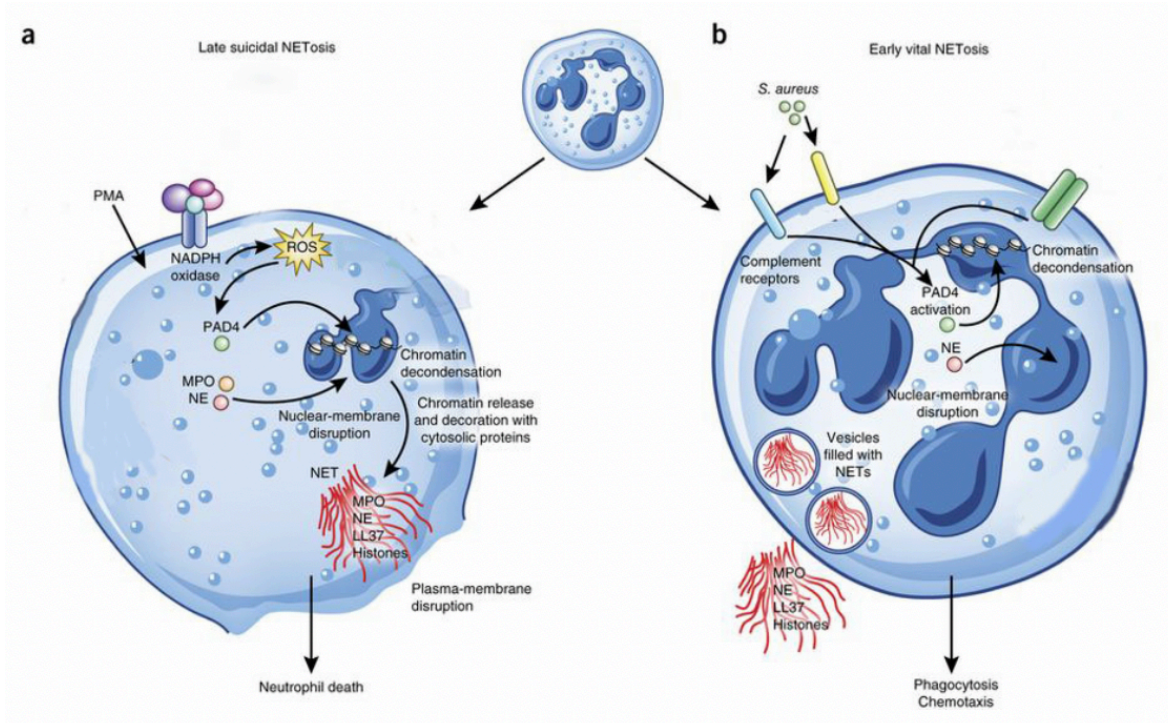 a
Late suicidal NETosis
PMA
NADPH
oxidase
ROS
PAD4
MPO
NE
Chromatin
decondensation
Nuclear-membrane
disruption
Chromatin release
and decoration with
cytosolic proteins
NET
MPO
NE
LL37
Histones
Plasma-membrane
disruption
Neutrophil death
b
Early vital NETosis
S. aureus
Complement
receptors
Chromatin
decondensation
PAD4
activation
NE
Nuclear-membrane
disruption
Vesicles
filled with
NETs
MPO
NE
LL37
Histones
Phagocytosis
Chemotaxis